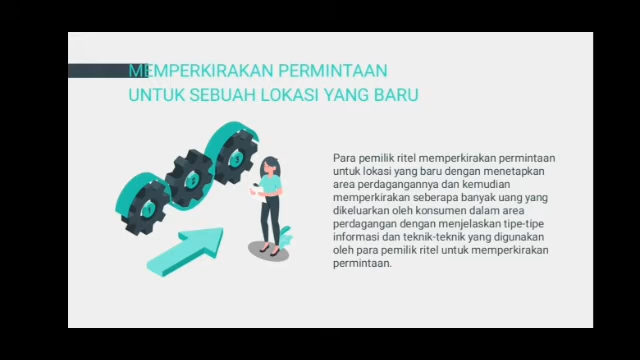 MEMPERKIRAKAN PERMINTAAN
UNTUK SEBUAH LOKASI YANG BARU
Para pemilik ritel memperkirakan permintaan
untuk lokasi yang baru dengan menetapkan
area perdagangannya dan kemudian
memperkirakan seberapa banyak uang yang
dikeluarkan oleh konsumen dalam area
perdagangan dengan menjelaskan tipe-tipe
informasi dan teknik-teknik yang digunakan
oleh para pemilik ritel untuk memperkirakan
permintaan.